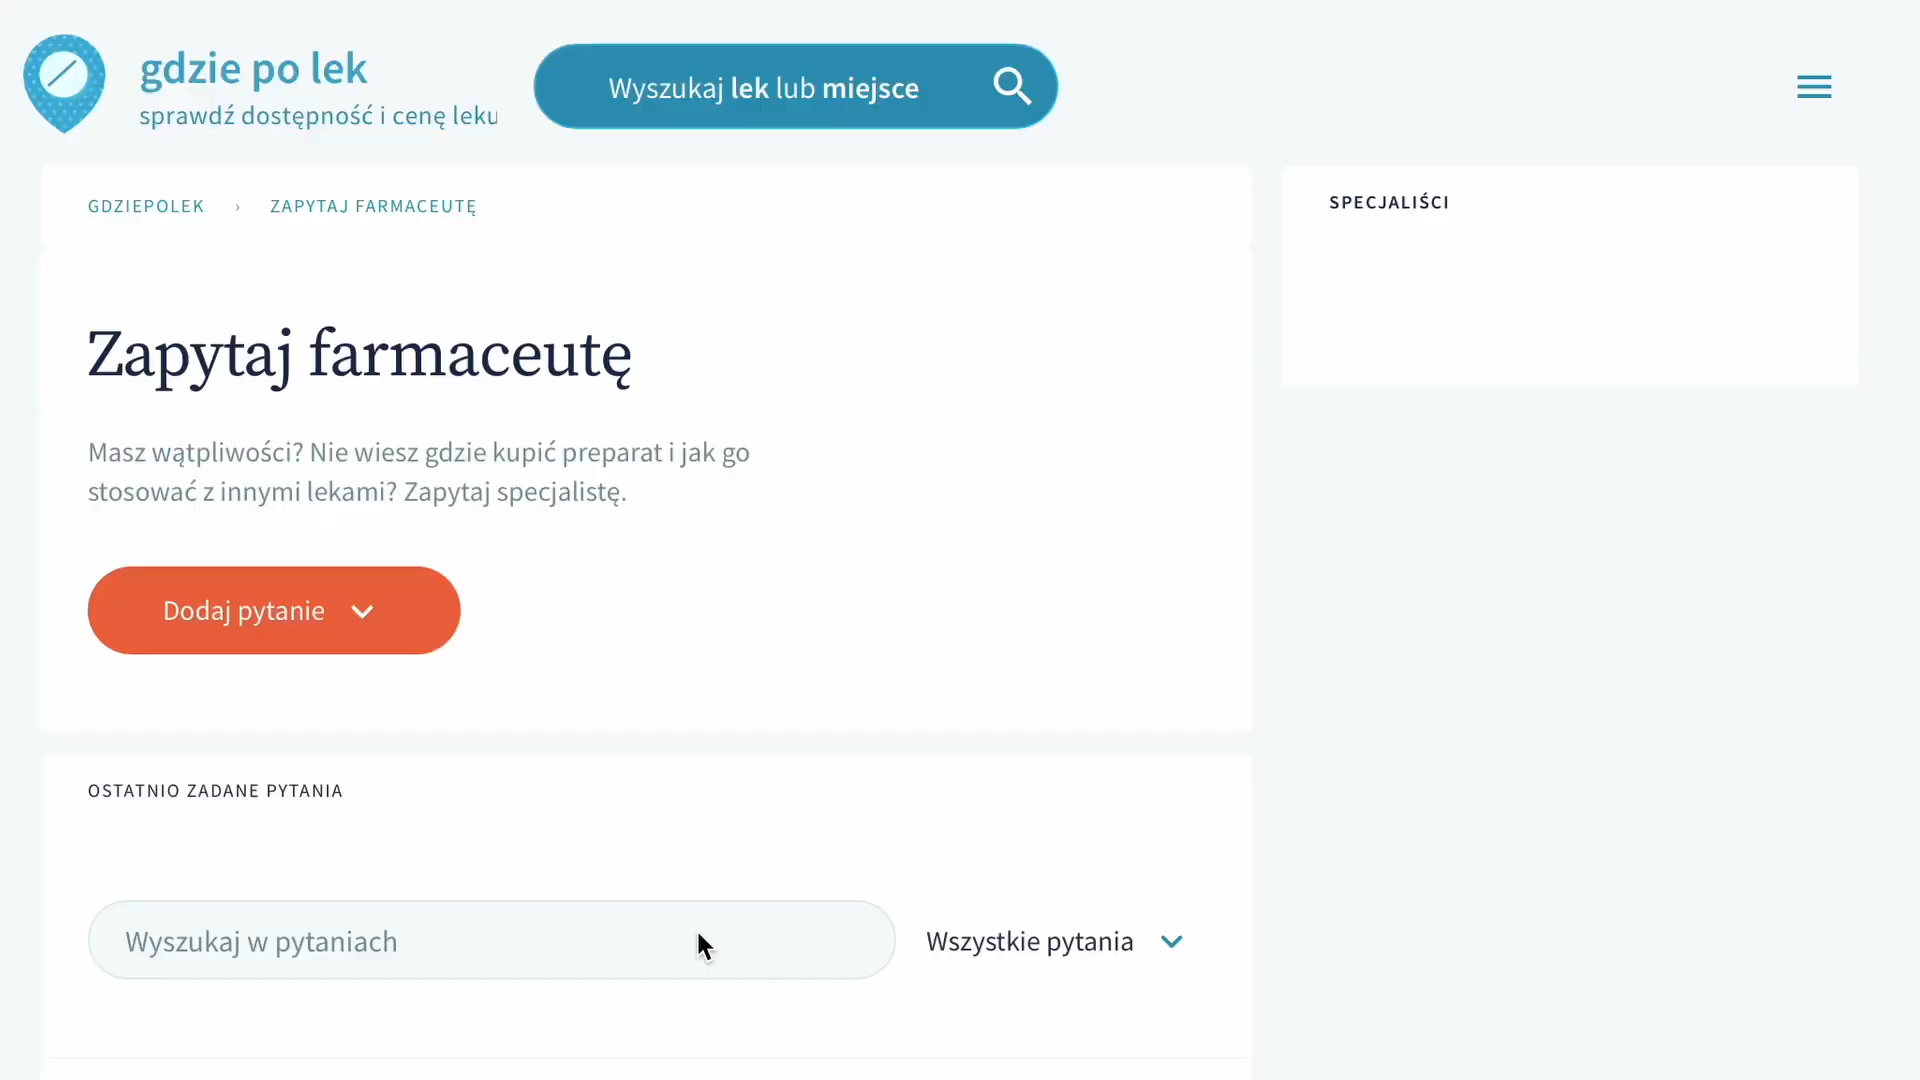 gdzie po lek
sprawdź dostępność i cenę leku
Wyszukaj lek lub miejsce
GDZIEPOLEK › ZAPYTAJ FARMACEUTĘ
SPECJALIŚCI
Zapytaj farmaceutę
Masz wątpliwości? Nie wiesz gdzie kupić preparat i jak go
stosować z innymi lekami? Zapytaj specjalistę.
Dodaj pytanie
OSTATNIO ZADANE PYTANIA
Wyszukaj w pytaniach
Wszystkie pytania